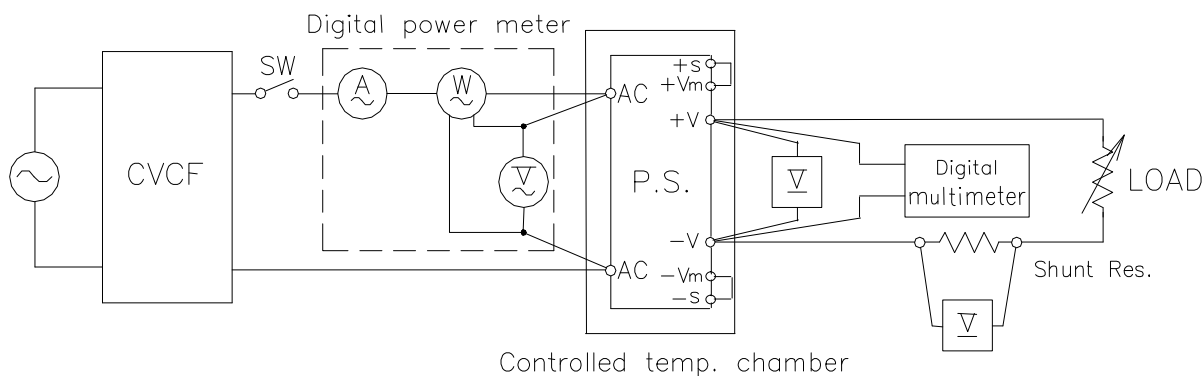 Digital power meter
SW
A
W
V
CVCF
AC
AC
P.S.
+S
+Vm
+V
-V
-Vm
-S
V
Digital
multimeter
LOAD
Shunt Res.
V
Controlled temp. chamber